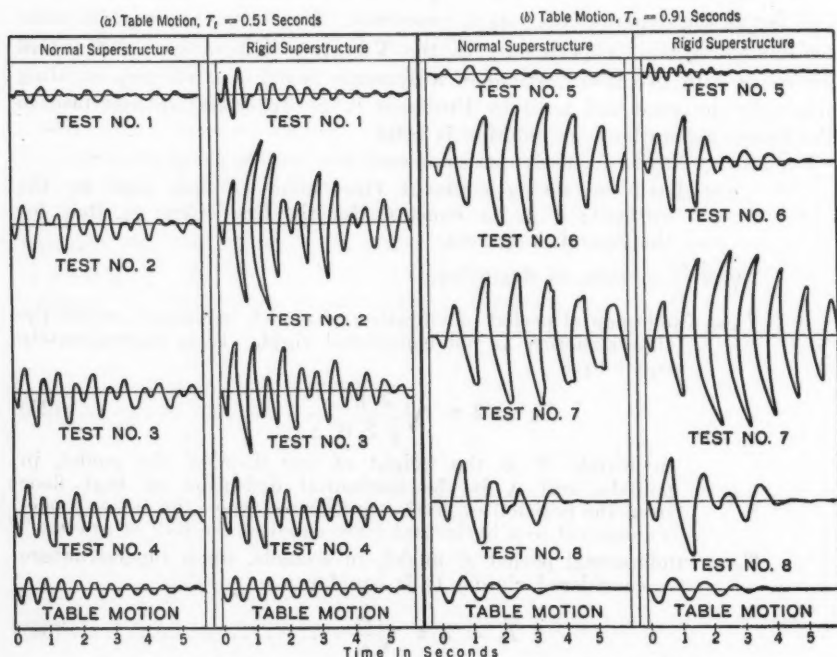 (a) Table Motion, Tt = 0.51 Seconds
(b) Table Motion, Tt = 0.91 Seconds
Normal Superstructure
Rigid Superstructure
Normal Superstructure
Rigid Superstructure
TEST NO. 1
TEST NO. 1
TEST NO. 5
TEST NO. 5
TEST NO. 2
TEST NO. 2
TEST NO. 6
TEST NO. 6
TEST NO. 3
TEST NO. 3
TEST NO. 7
TEST NO. 7
TEST NO. 4
TEST NO. 4
TEST NO. 8
TEST NO. 8
TABLE MOTION
TABLE MOTION
TABLE MOTION
TABLE MOTION
0 1 2 3 4 5
0 1 2 3 4 5
0 1 2 3 4 5
0 1 2 3 4 5
Time In Seconds